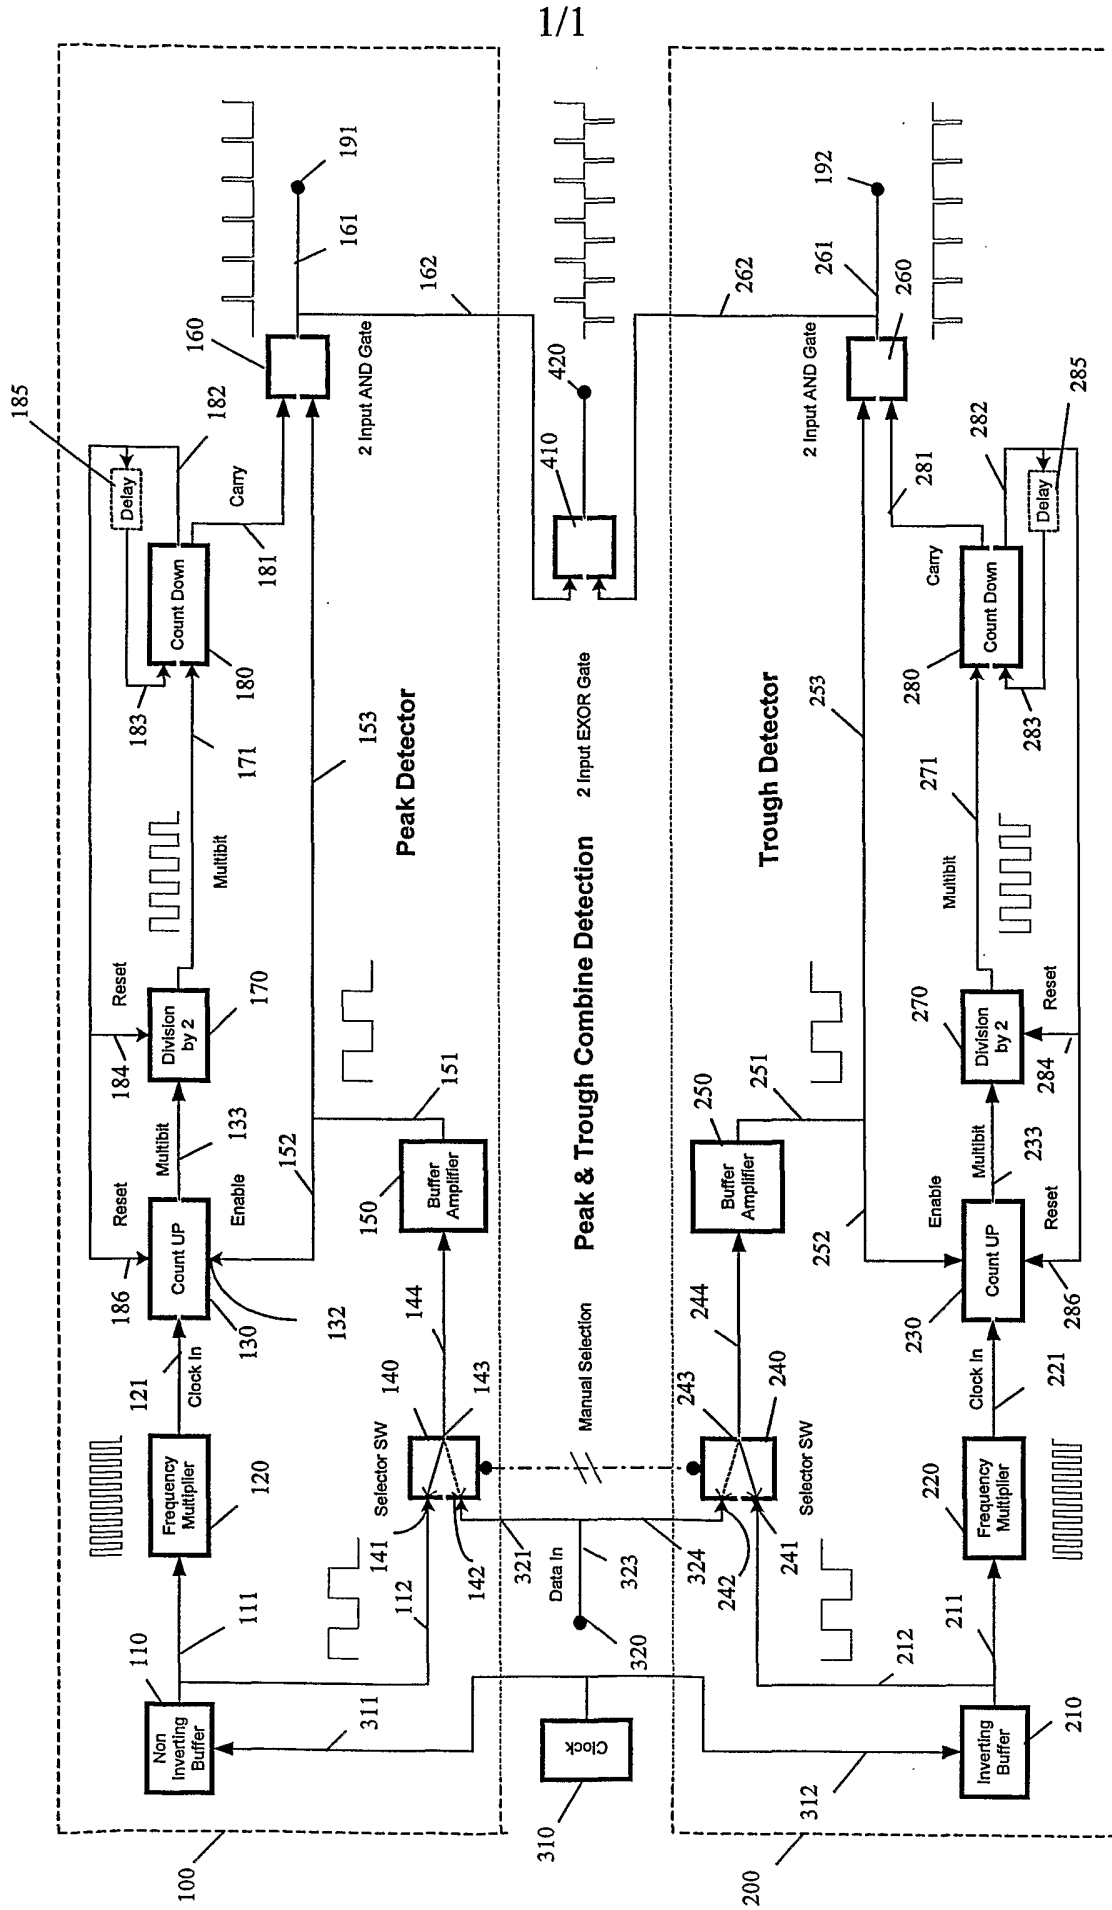 1/1
100
110
Non
Inverting
Buffer
111
311
120
Frequency
Multiplier
121
Clock In
112
141
142
Selector SW
140
143
144
186
130
Count UP
132
Reset
Enable
152
Multibit
133
150
Buffer
Amplifier
151
184
Reset
Division
by 2
170
Multibit
171
153
Peak Detector
183
Count Down
180
Delay
185
182
181
Carry
160
2 Input AND Gate
161
191
162
310
Clock
320
323
Data In
321
324
Manual Selection
Peak & Trough Combine Detection
2 Input EXOR Gate
410
420
200
312
210
Inverting
Buffer
211
212
220
Frequency
Multiplier
221
Clock In
242
241
Selector SW
240
243
244
230
Count UP
286
Reset
Enable
252
Multibit
233
250
Buffer
Amplifier
251
284
Reset
Division
by 2
270
Multibit
271
253
Trough Detector
283
Count Down
280
Delay
285
282
281
Carry
2 Input AND Gate
260
261
192
262